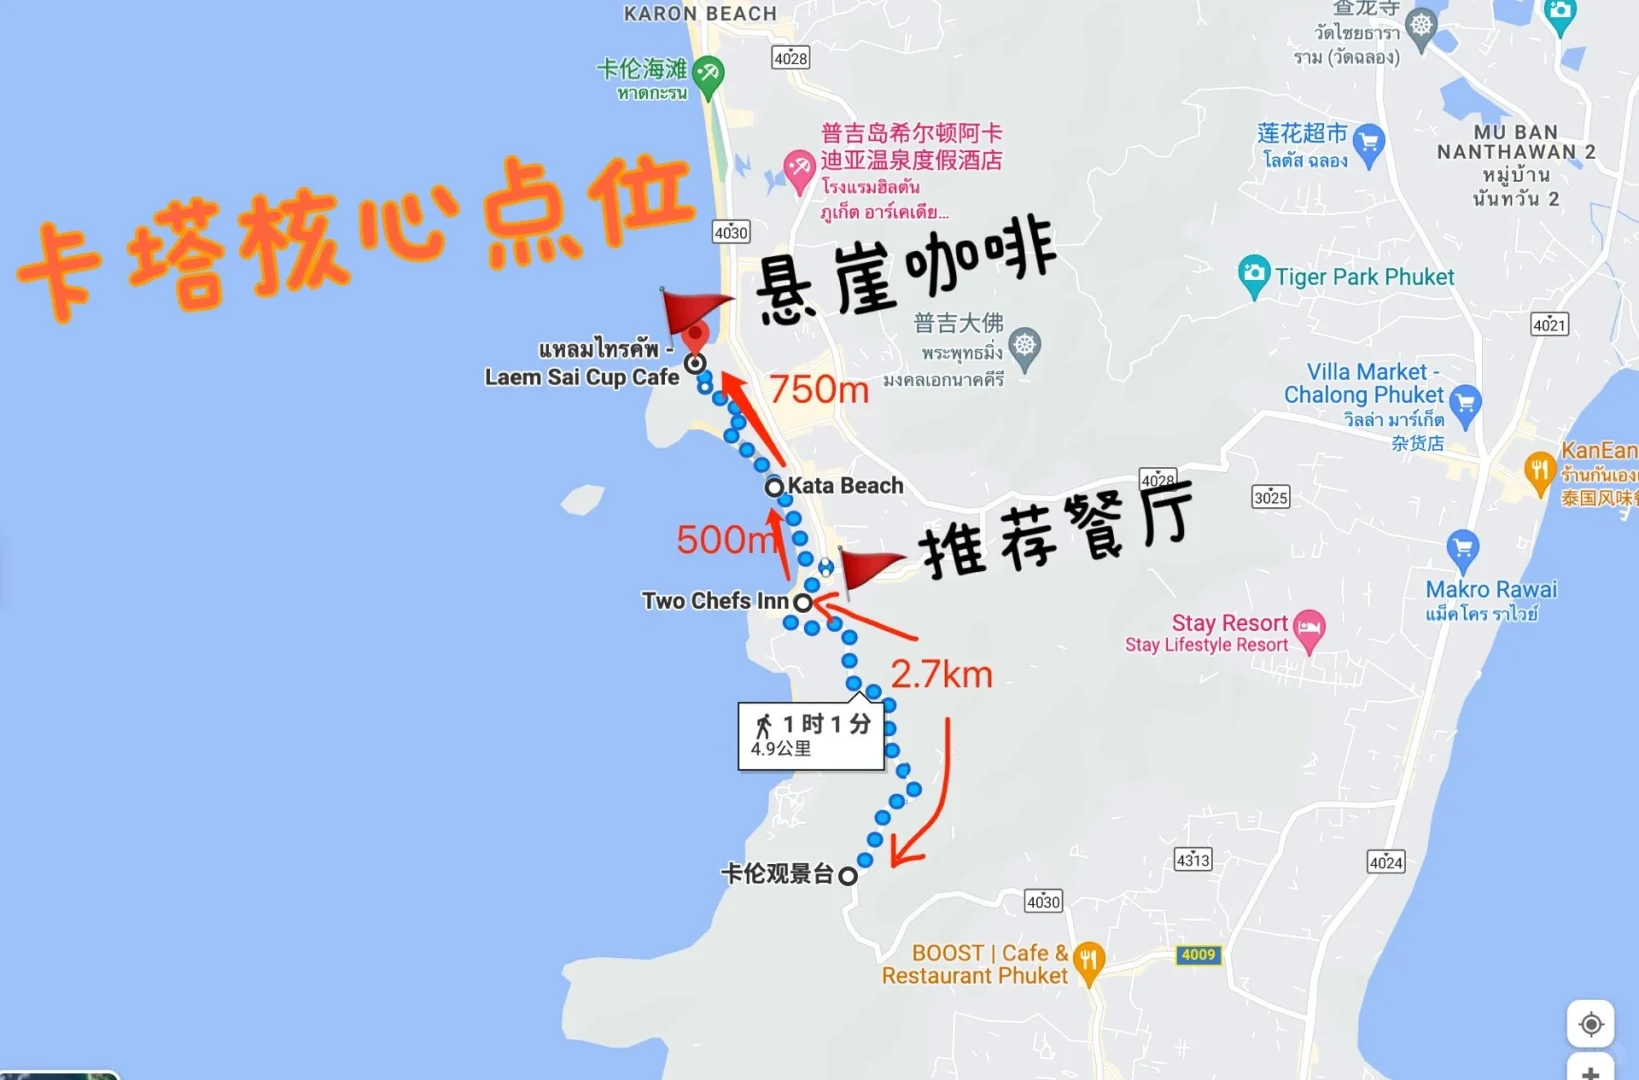 KARON BEACH
4028
卡伦海滩
หาดกะรน
查龙寺
วัดไชยธารา
ราม (วัดฉลอง)
普吉岛希尔顿阿卡
迪亚温泉度假酒店
โรงแรมฮิลตัน
ภูเก็ต อาร์เคเดีย...
莲花超市
โลตัส ฉลอง
MU BAN
NANTHAWAN 2
หมู่บ้าน
นันทวัน 2
卡塔核心点位
4030
悬崖咖啡
Tiger Park Phuket
普吉大佛
พระพุทธมิ่ง
มงคลเอกนาคคีรี
4021
แหลมไทรคัพ -
Laem Sai Cup Cafe
750m
Villa Market -
Chalong Phuket
วิลล่า มาร์เก็ต
杂货店
KanEan
ร้านกันเอง
泰国风味
Kata Beach
4028
3025
500m
推荐餐厅
Two Chefs Inn
Makro Rawai
แม็คโคร ราไวย์
Stay Resort
Stay Lifestyle Resort
2.7km
1 时 1 分
4.9公里
卡伦观景台
4313
4024
4030
BOOST | Cafe &
Restaurant Phuket
4009